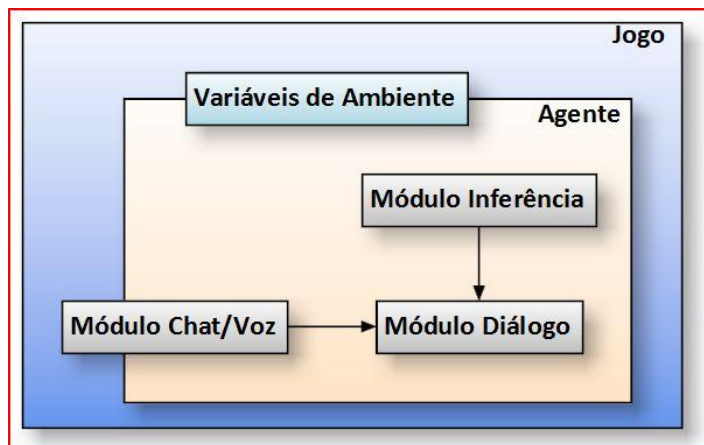 Jogo
Variáveis de Ambiente
Agente
Módulo Inferência
Módulo Chat/Voz
Módulo Diálogo